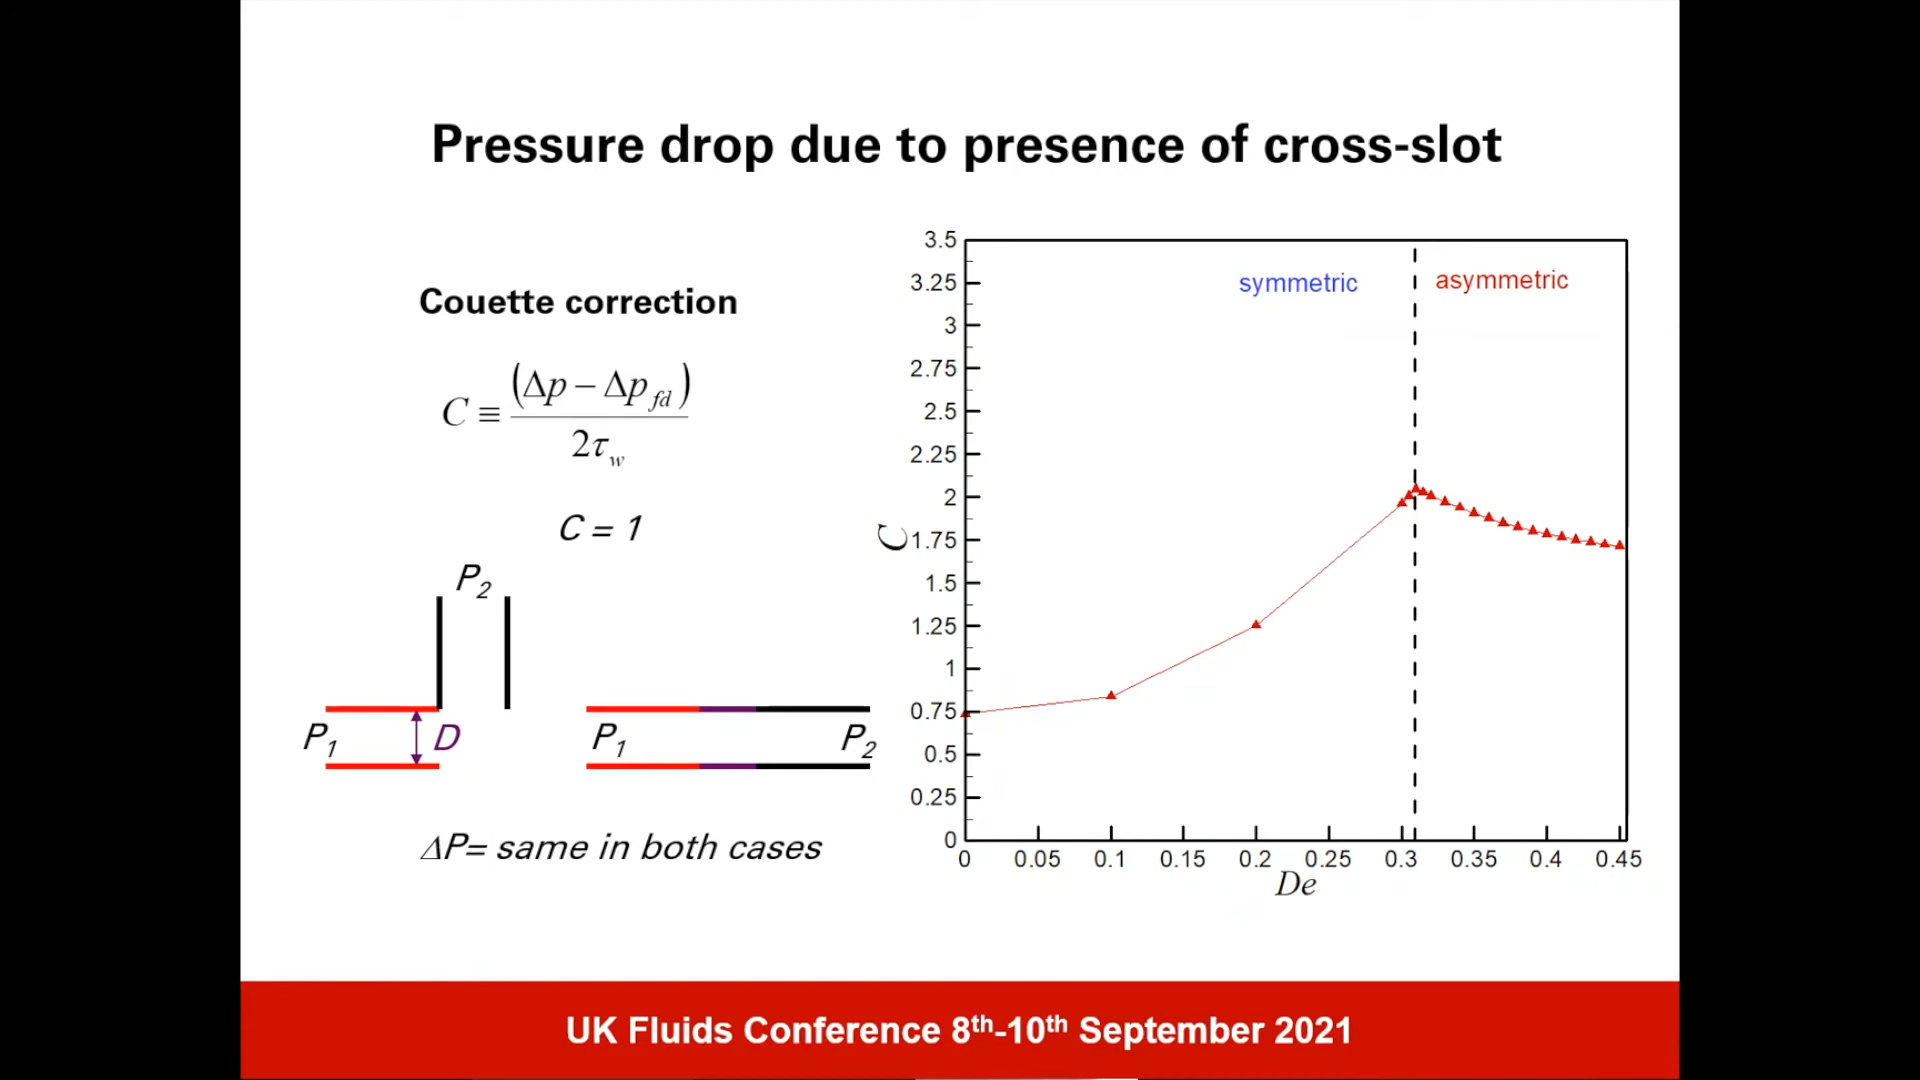 Pressure drop due to presence of cross-slot
Couette correction
C ≡ (Δp − Δp_fd) / 2τ_w
C = 1
P2
P1
D
P1
P2
ΔP= same in both cases
3.5
3.25
3
2.75
2.5
2.25
2
1.75
1.5
1.25
1
0.75
0.5
0.25
0
C
symmetric
asymmetric
0 0.05 0.1 0.15 0.2 0.25 0.3 0.35 0.4 0.45
De
UK Fluids Conference 8th-10th September 2021